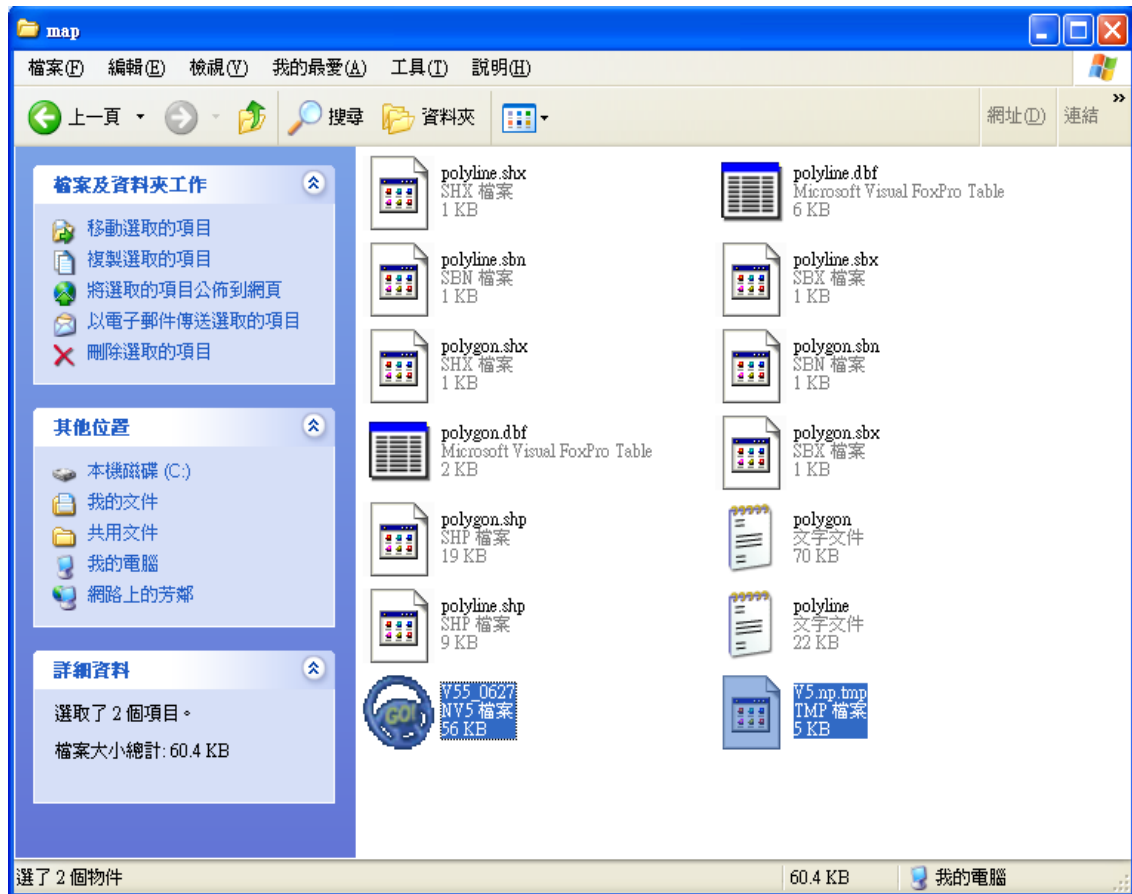 map
檔案(F) 編輯(E) 檢視(V) 我的最愛(A) 工具(T) 說明(H)
上一頁 搜尋 資料夾 網址(D) 連結 »
檔案及資料夾工作
移動選取的項目
複製選取的項目
將選取的項目公佈到網頁
以電子郵件傳送選取的項目
刪除選取的項目
其他位置
本機磁碟 (C:)
我的文件
共用文件
我的電腦
網路上的芳鄰
詳細資料
選取了 2 個項目。
檔案大小總計: 60.4 KB
polyline.shx
SHX 檔案
1 KB
polyline.dbf
Microsoft Visual FoxPro Table
6 KB
polyline.sbn
SBN 檔案
1 KB
polyline.sbx
SBX 檔案
1 KB
polygon.shx
SHX 檔案
1 KB
polygon.sbn
SBN 檔案
1 KB
polygon.dbf
Microsoft Visual FoxPro Table
2 KB
polygon.sbx
SBX 檔案
1 KB
polygon.shp
SHP 檔案
19 KB
polygon
文字文件
70 KB
polyline.shp
SHP 檔案
9 KB
polyline
文字文件
22 KB
GO!
V55_0627
NV5 檔案
56 KB
V5.np.tmp
TMP 檔案
5 KB
選了 2 個物件 60.4 KB 我的電腦